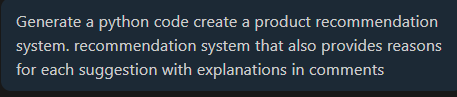 Generate a python code create a product recommendation
system. recommendation system that also provides reasons
for each suggestion with explanations in comments